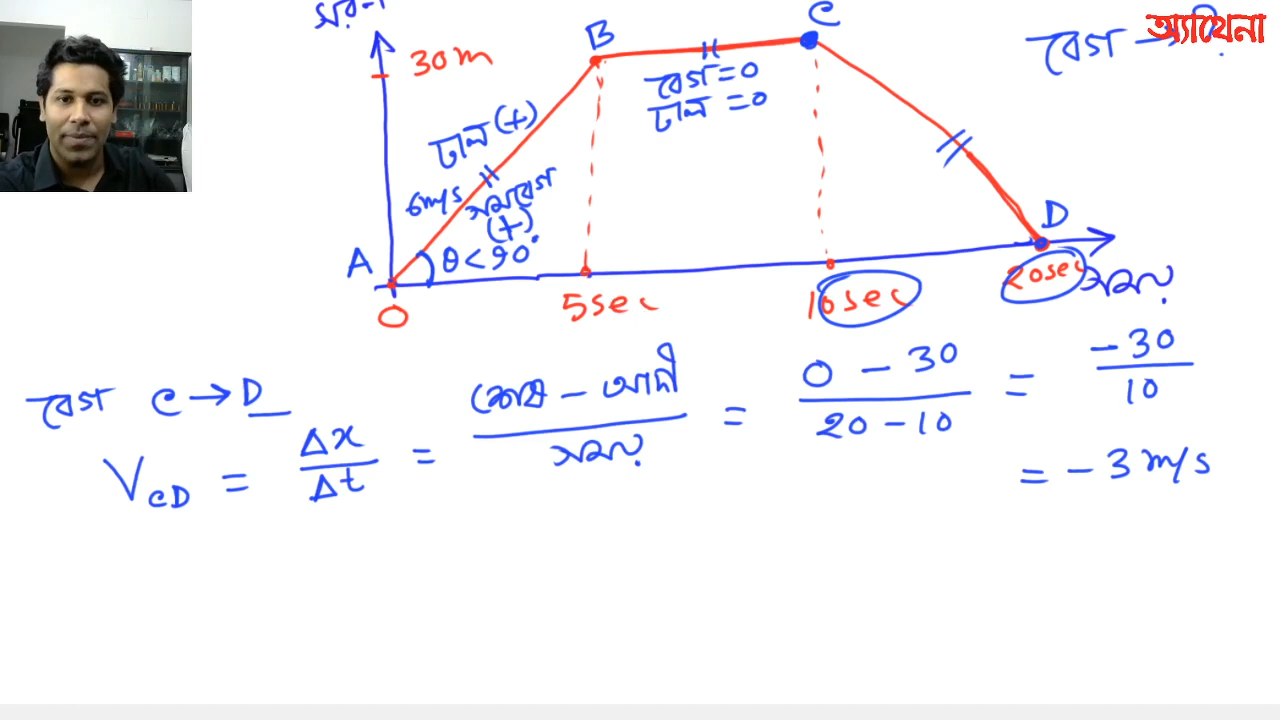 সরণ
অ্যাথেনা
30m
B
C
বেগ →
বেগ = 0
ঢাল = 0
ঢাল (+)
6m/s সমবেগ
(+)
A
θ < 90°
D
O
5sec
10sec
20sec
সময়
বেগ C → D
V_CD = Δx/Δt = শেষ – আদি/সময় = 0 – 30/20 – 10 = – 30/10
= – 3 m/s